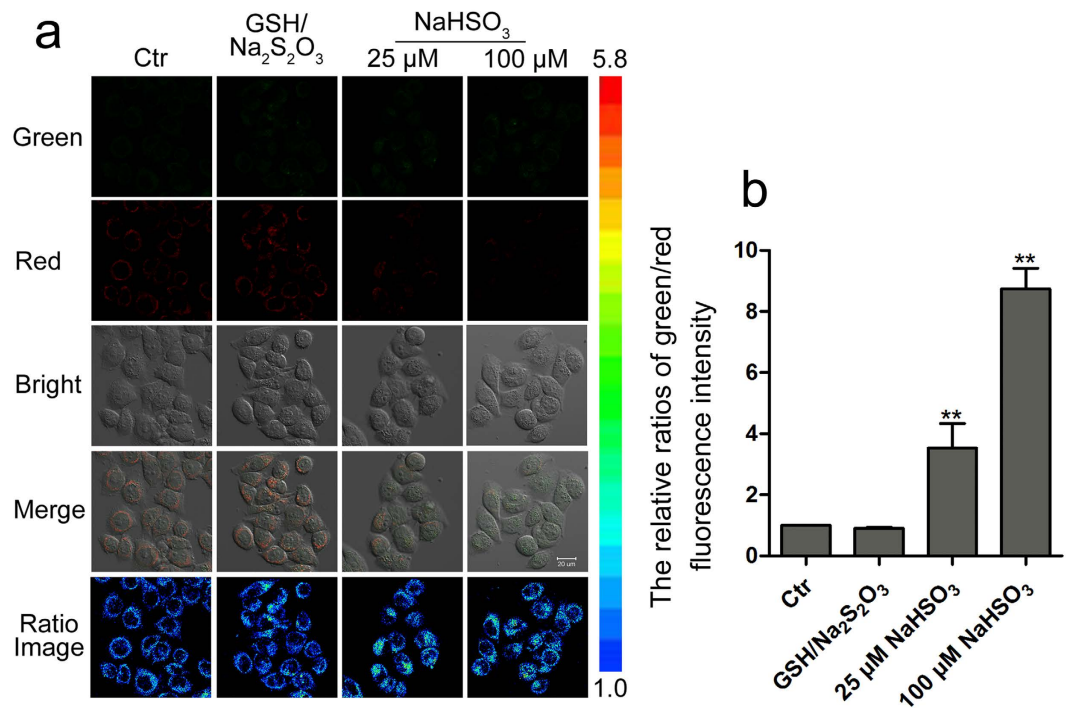 a
Ctr
GSH/
Na₂S₂O₃
NaHSO₃
25 µM
100 µM
5.8
Green
Red
Bright
Merge
20 um
Ratio
Image
1.0
b
The relative ratios of green/red
fluorescence intensity
10
8
6
4
2
0
**
**
Ctr
GSH/Na₂S₂O₃
25 µM NaHSO₃
100 µM NaHSO₃